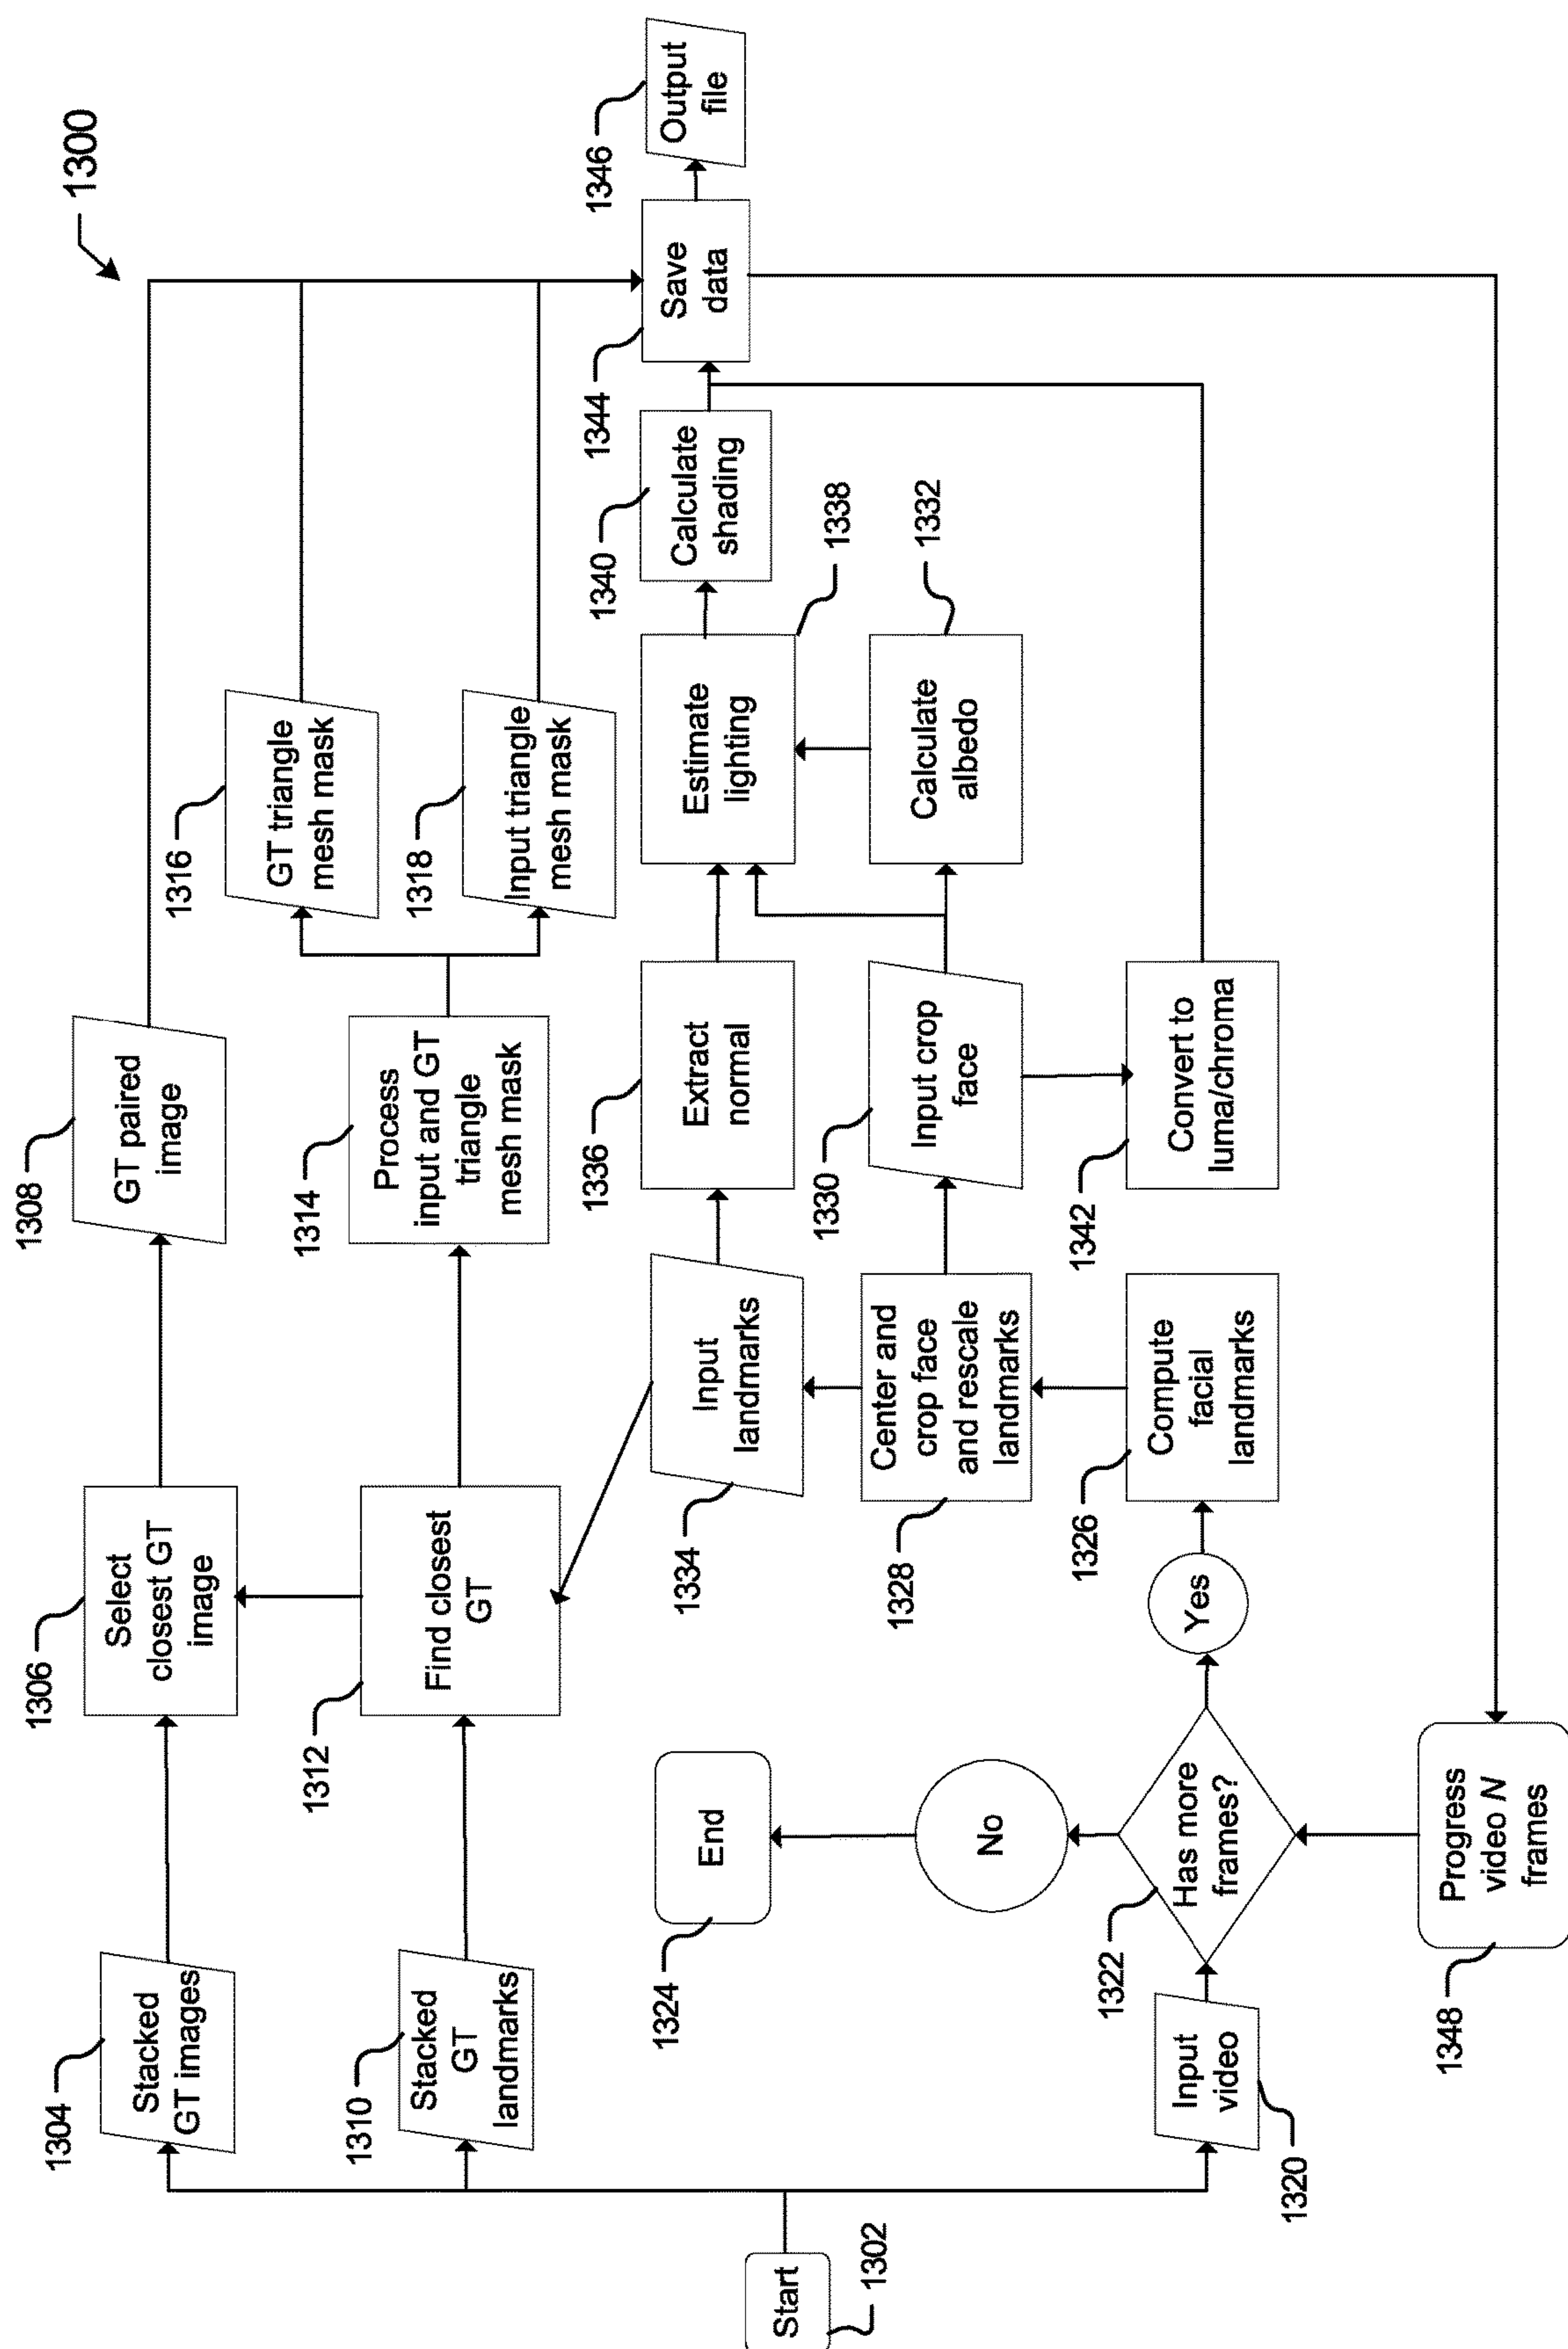 1300
Start
1302
1304
Stacked
GT images
1306
Select
closest GT
image
1308
GT paired
image
1310
Stacked
GT
landmarks
1312
Find closest
GT
1314
Process
input and GT
triangle
mesh mask
1316
GT triangle
mesh mask
1318
Input triangle
mesh mask
1334
Input
landmarks
1336
Extract
normal
Estimate
lighting
1338
1340
Calculate
shading
1344
Save
data
1346
Output
file
End
1324
No
1328
Center and
crop face
and rescale
landmarks
1330
Input crop
face
Calculate
albedo
1332
Input
video
1320
1322
Has more
frames?
Yes
1326
Compute
facial
landmarks
1342
Convert to
luma/chroma
Progress
video N
frames
1348